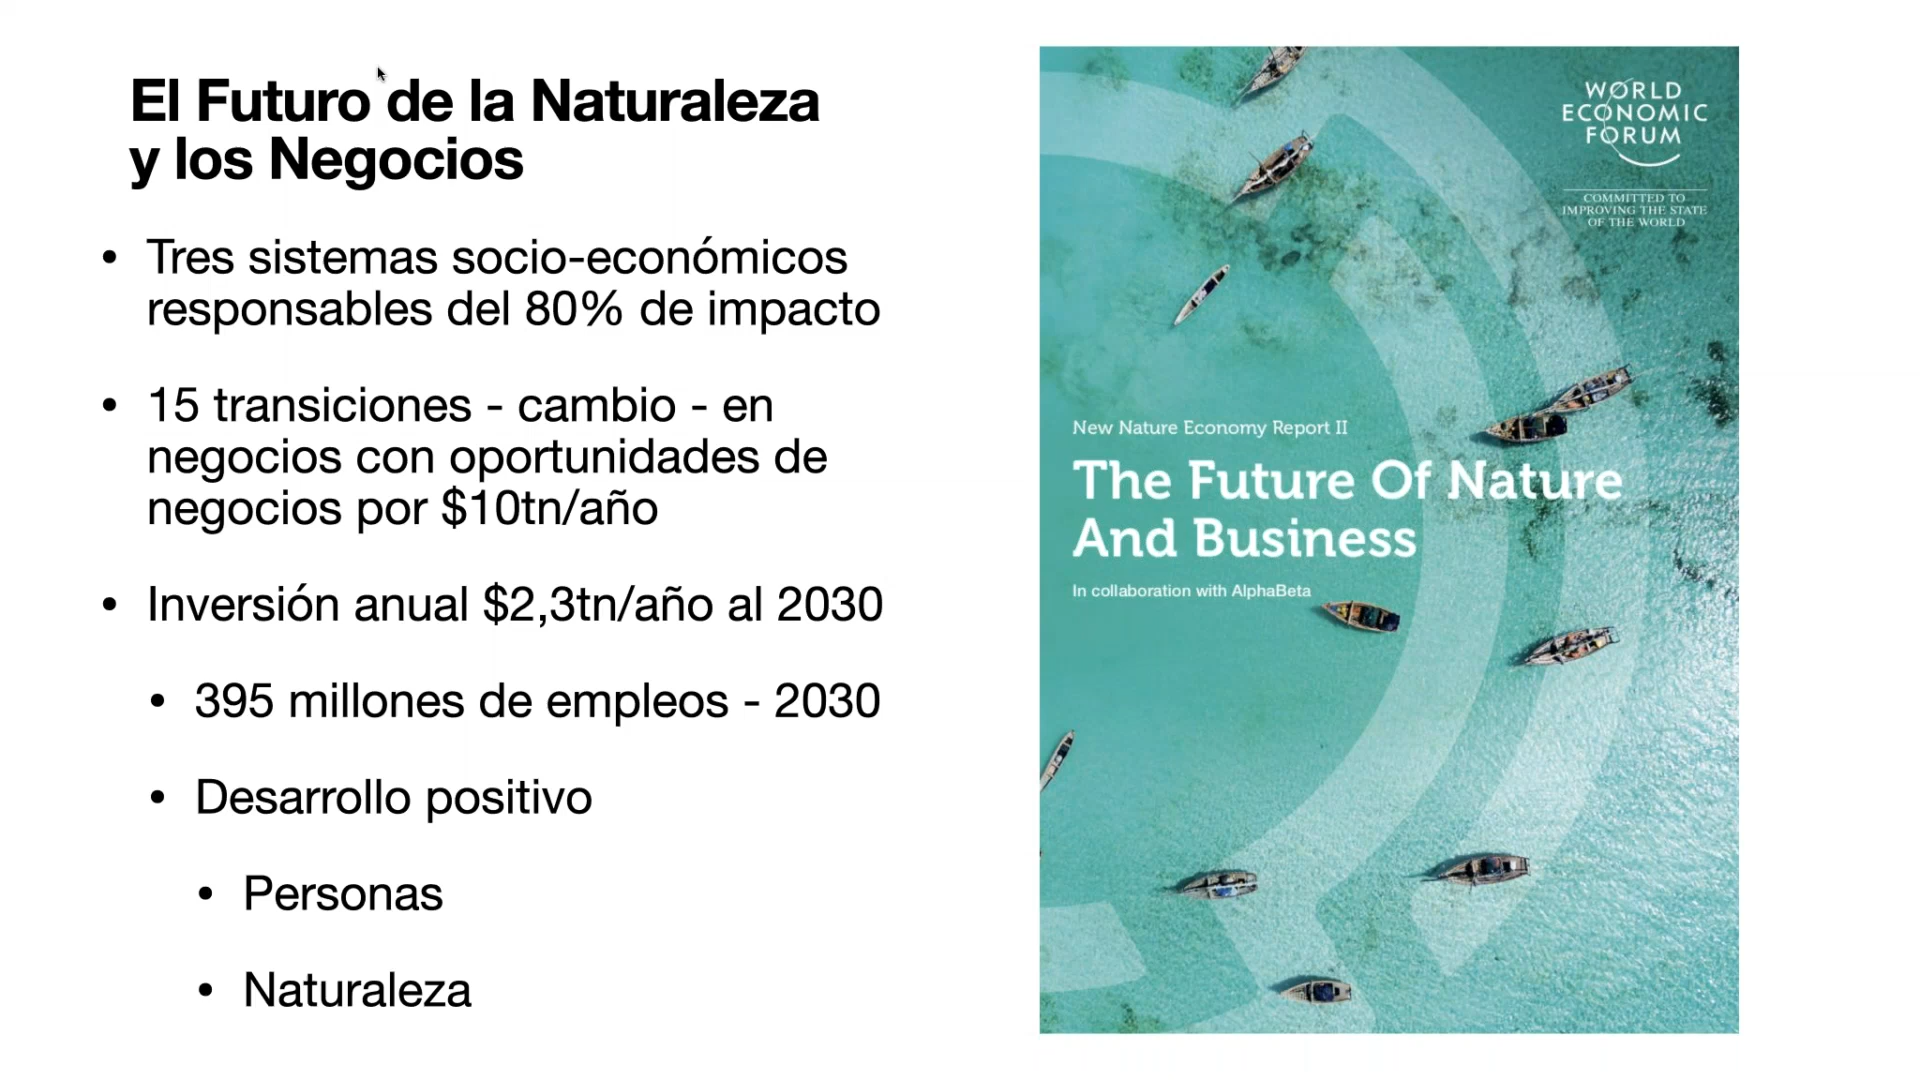 El Futuro de la Naturaleza
y los Negocios
• Tres sistemas socio-económicos
responsables del 80% de impacto
• 15 transiciones - cambio - en
negocios con oportunidades de
negocios por $10tn/año
• Inversión anual $2,3tn/año al 2030
• 395 millones de empleos - 2030
• Desarrollo positivo
• Personas
• Naturaleza
WORLD
ECONOMIC
FORUM
COMMITTED TO
IMPROVING THE STATE
OF THE WORLD
New Nature Economy Report II
The Future Of Nature
And Business
In collaboration with AlphaBeta